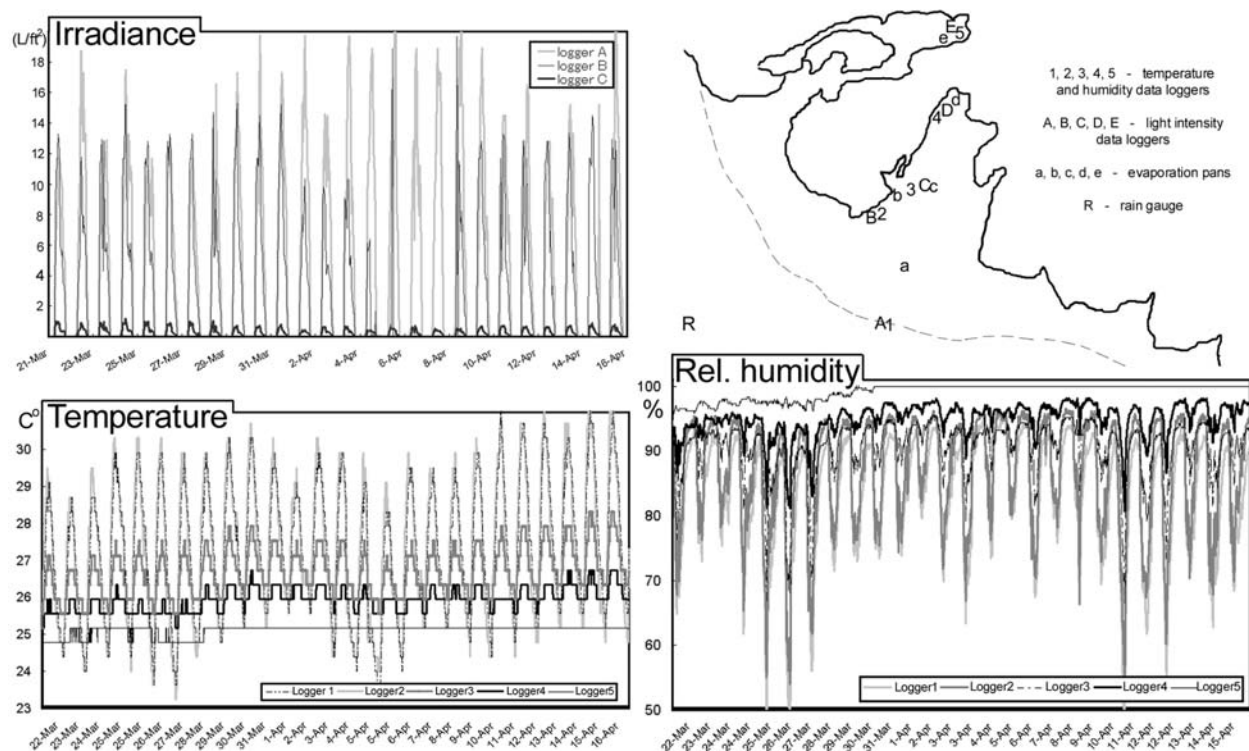 Irradiance
(L/ft²)
logger A
logger B
logger C
18
16
14
12
10
8
6
4
2
21-Mar
23-Mar
25-Mar
27-Mar
29-Mar
31-Mar
2-Apr
4-Apr
6-Apr
8-Apr
10-Apr
12-Apr
14-Apr
16-Apr
E
e 5
d
4 D
b 3 Cc
B2
a
A1
R
1, 2, 3, 4, 5 - temperature
and humidity data loggers
A, B, C, D, E - light intensity
data loggers
a, b, c, d, e - evaporation pans
R - rain gauge
Temperature
C°
30
29
28
27
26
25
24
23
Logger 1
Logger2
Logger3
Logger4
Logger5
22-Mar
23-Mar
24-Mar
25-Mar
25-Mar
26-Mar
27-Mar
28-Mar
29-Mar
30-Mar
31-Mar
1-Apr
2-Apr
3-Apr
4-Apr
5-Apr
6-Apr
6-Apr
7-Apr
8-Apr
9-Apr
10-Apr
11-Apr
12-Apr
13-Apr
14-Apr
15-Apr
16-Apr
Rel. humidity
100
%
90
80
70
60
50
Logger1
Logger2
Logger3
Logger4
Logger5
22-Mar
23-Mar
24-Mar
24-Mar
25-Mar
26-Mar
27-Mar
28-Mar
29-Mar
30-Mar
31-Mar
1-Apr
2-Apr
3-Apr
3-Apr
4-Apr
5-Apr
6-Apr
7-Apr
8-Apr
9-Apr
10-Apr
11-Apr
12-Apr
13-Apr
14-Apr
15-Apr